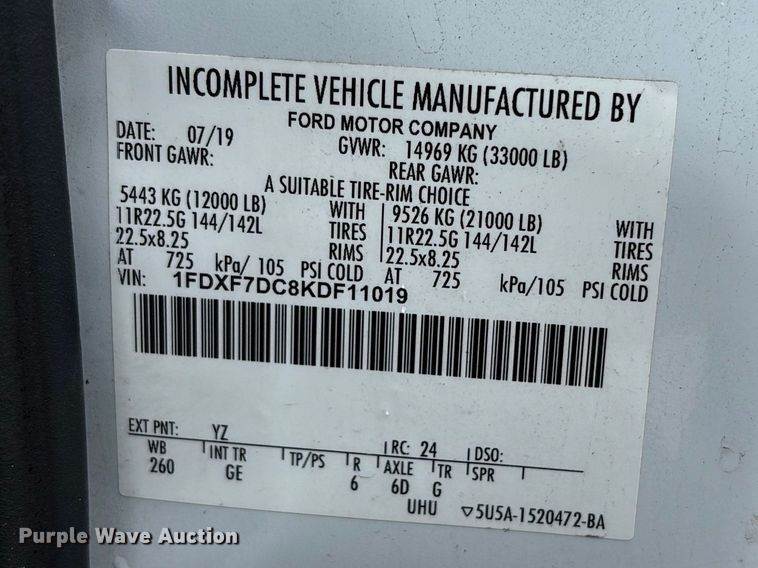 INCOMPLETE VEHICLE MANUFACTURED BY
FORD MOTOR COMPANY
DATE: 07/19 GVWR: 14969 KG (33000 LB)
FRONT GAWR: REAR GAWR:
A SUITABLE TIRE-RIM CHOICE
5443 KG (12000 LB) WITH 9526 KG (21000 LB) WITH
11R22.5G 144/142L TIRES 11R22.5G 144/142L TIRES
22.5x8.25 RIMS 22.5x8.25 RIMS
AT 725 kPa/ 105 PSI COLD AT 725 kPa/105 PSI COLD
VIN: 1FDXF7DC8KDF11019
EXT PNT: YZ RC: 24 DSO:
WB INT TR TP/PS R AXLE TR SPR
260 GE 6 6D G
UHU ▽5U5A-1520472-BA
Purple Wave Auction